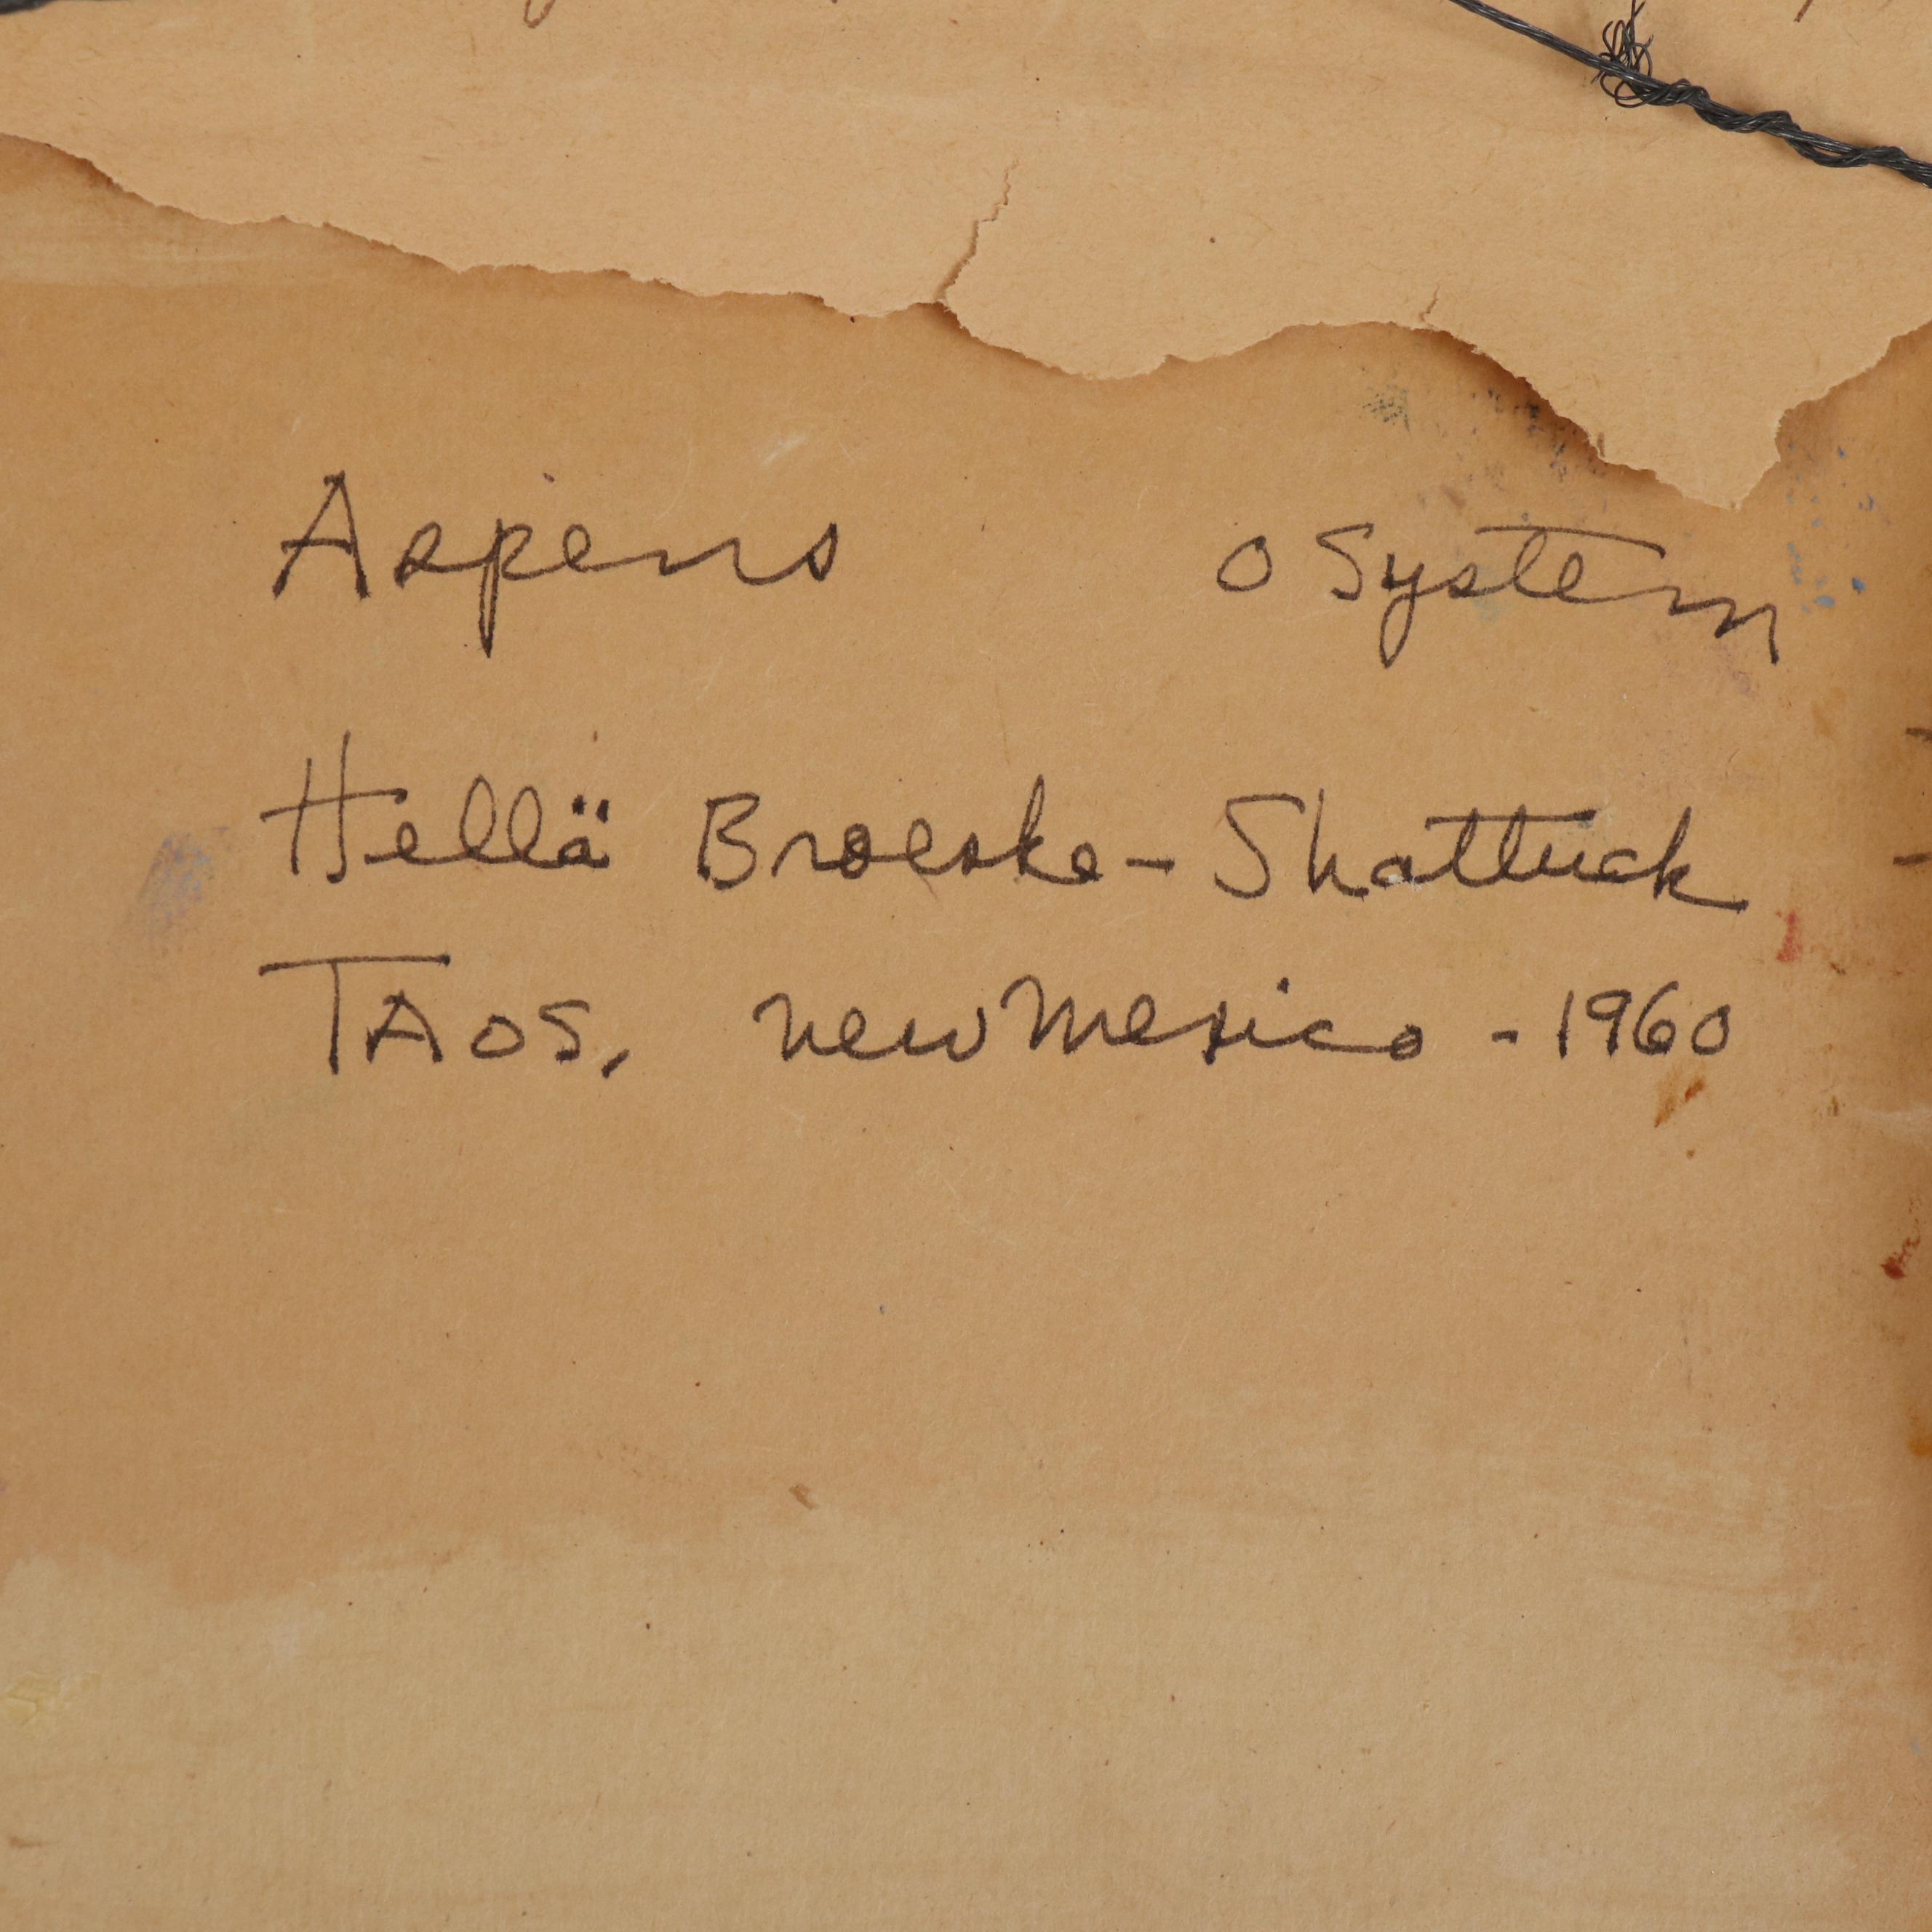 Aspens O System
Hellä Broeske-Shattuck
TAOS, new Mexico - 1960